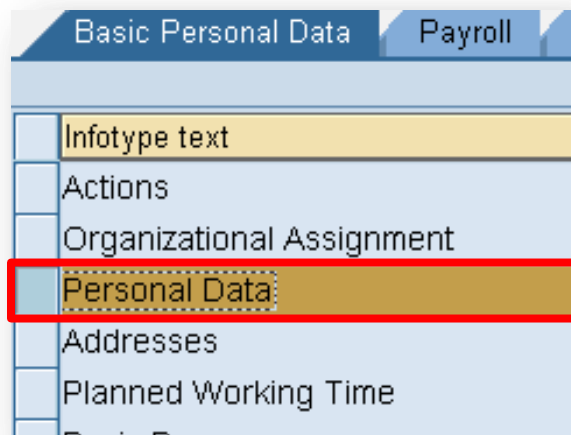 Basic Personal Data Payroll
Infotype text
Actions
Organizational Assignment
Personal Data
Addresses
Planned Working Time